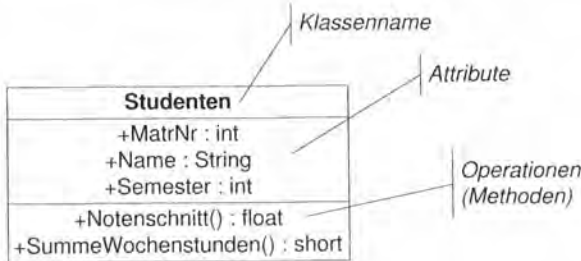 Klassenname
Attribute
Studenten
+MatrNr : int
+Name : String
+Semester : int
Operationen
(Methoden)
+Notenschnitt() : float
+SummeWochenstunden() : short